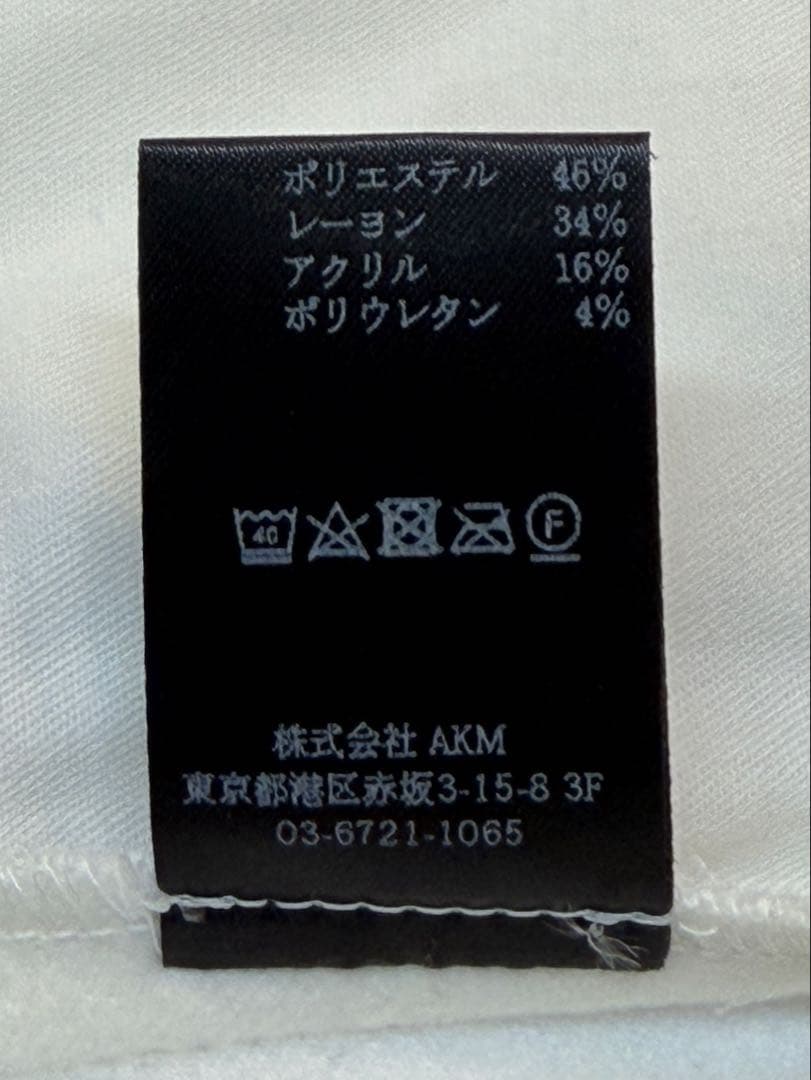 ポリエステル 46%
レーヨン 34%
アクリル 16%
ポリウレタン 4%
40 F
株式会社 AKM
東京都港区赤坂3-15-8 3F
03-6721-1065